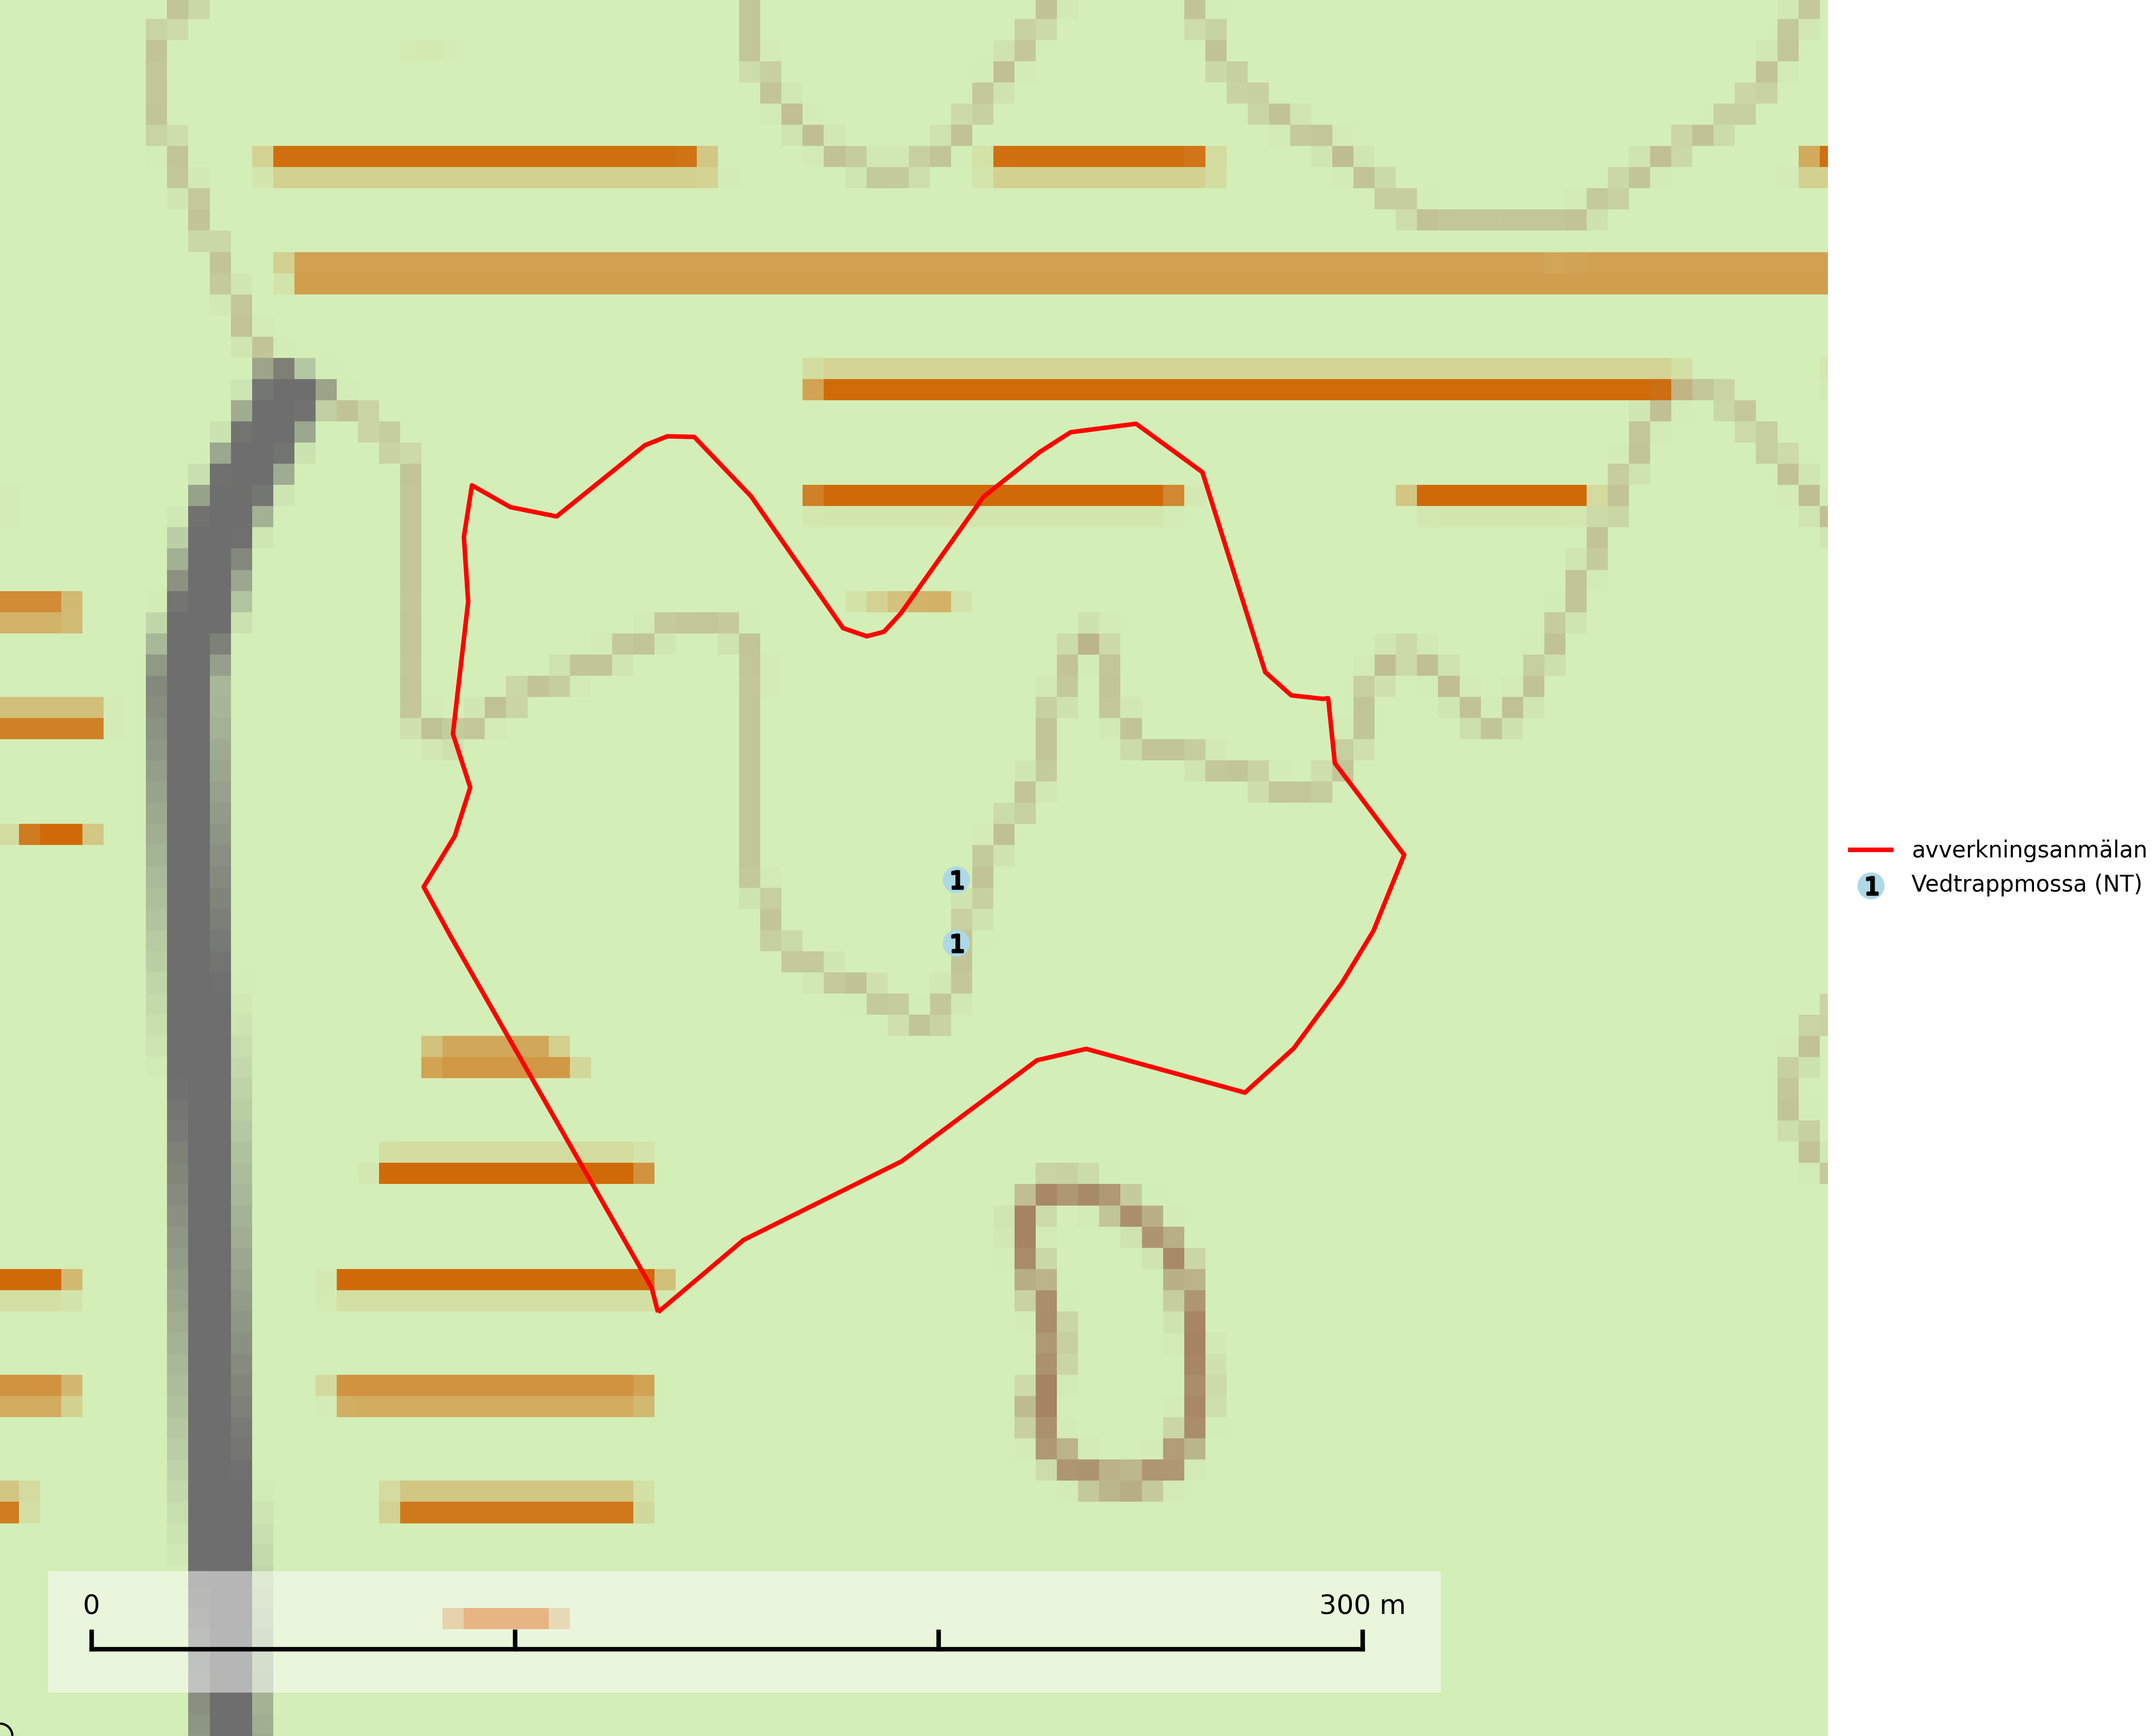 1
1
avverkningsanmälan
1 Vedtrappmossa (NT)
0 300 m